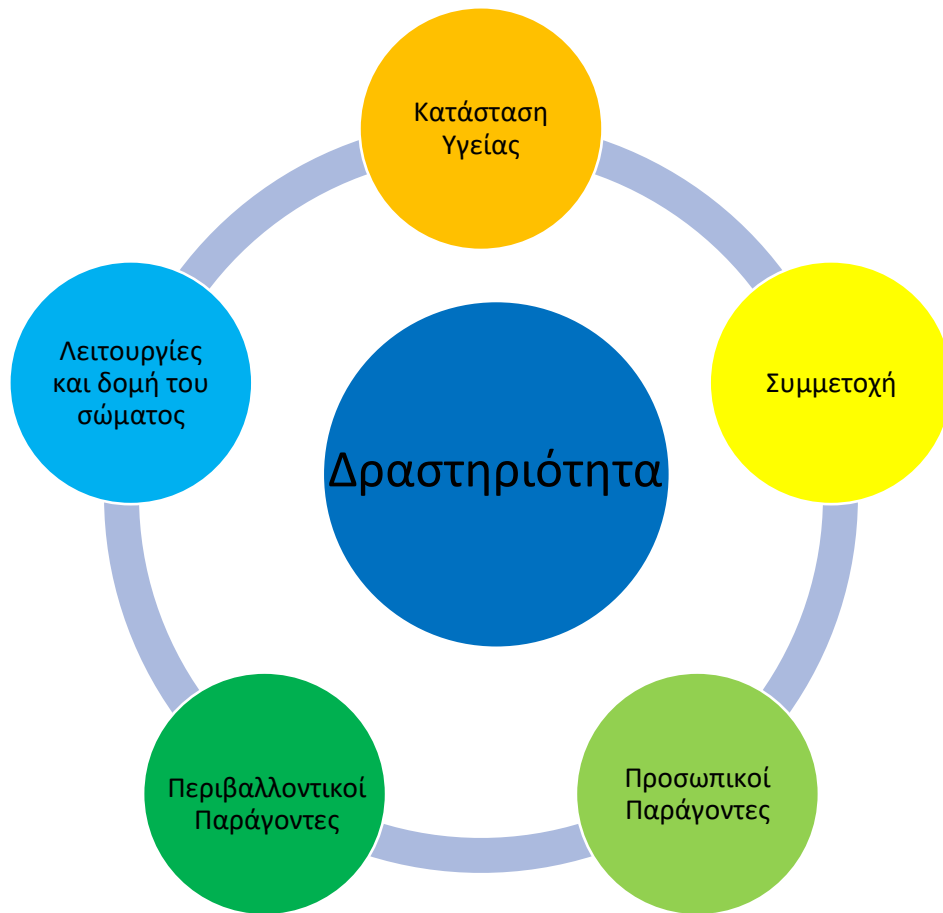 Κατάσταση
Υγείας
Συμμετοχή
Προσωπικοί
Παράγοντες
Περιβαλλοντικοί
Παράγοντες
Λειτουργίες
και δομή του
σώματος
Δραστηριότητα